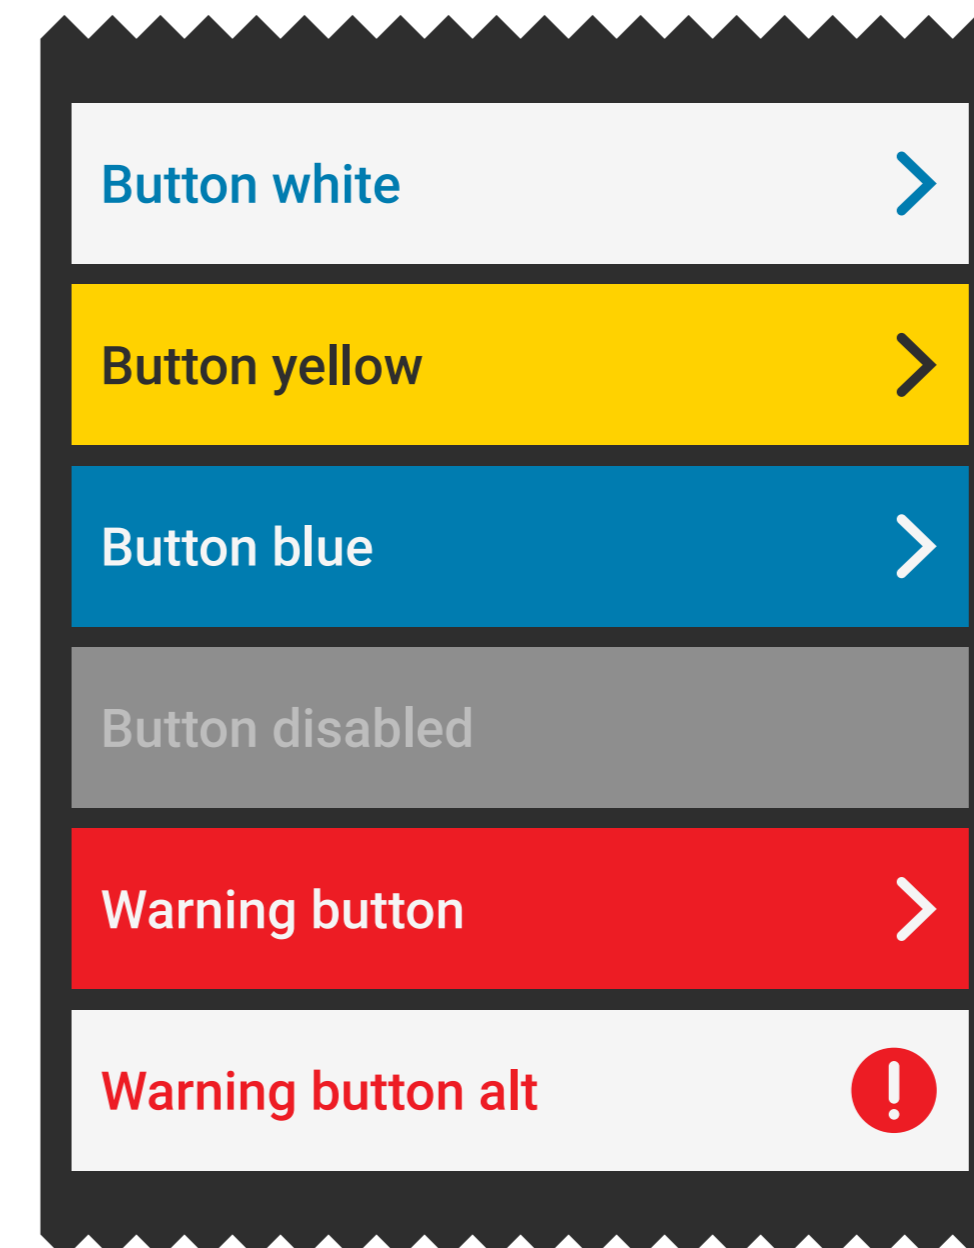 Button white
Button yellow
Button blue
Button disabled
Warning button
Warning button alt